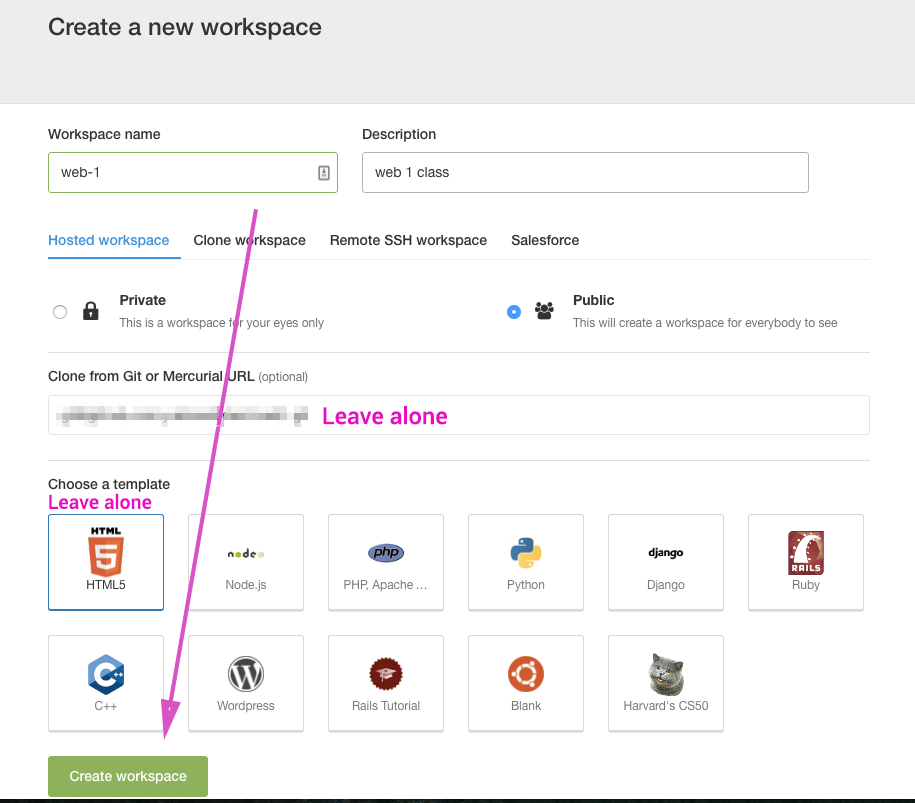 Create a new workspace
Workspace name
Description
web-1
web 1 class
Hosted workspace
Clone workspace
Remote SSH workspace
Salesforce
Private
This is a workspace for your eyes only
Public
This will create a workspace for everybody to see
Clone from Git or Mercurial URL (optional)
Leave alone
Choose a template
Leave alone
HTML
5
HTML5
node
Node.js
php
PHP, Apache ...
Python
django
Django
RAILS
Ruby
C++
C++
W
Wordpress
Rails Tutorial
Blank
Harvard's CS50
Create workspace